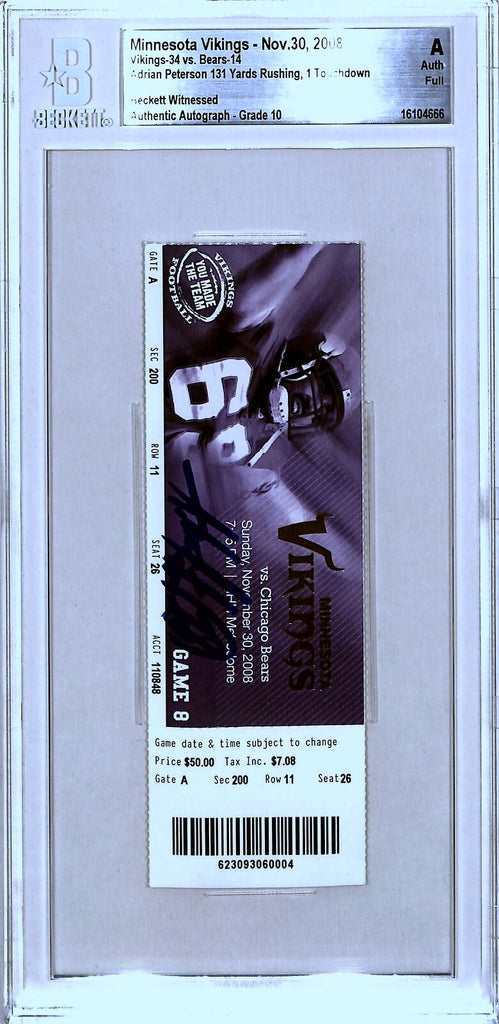 BECKETT
Minnesota Vikings - Nov.30, 2008
Vikings-34 vs. Bears-14
Adrian Peterson 131 Yards Rushing, 1 Touchdown
Beckett Witnessed
Authentic Autograph - Grade 10
A
Auth
Full
16104666
VIKINGS
YOU MADE
THE TEAM
FOOTBALL
GATE A SEC 200 ROW 11 SEAT 26 ACCT 110848
69
MINNESOTA
VIKINGS
vs. Chicago Bears
Sunday, November 30, 2008
PM
GAME 8
Game date & time subject to change
Price $50.00 Tax Inc. $7.08
Gate A Sec 200 Row 11 Seat 26
623093060004